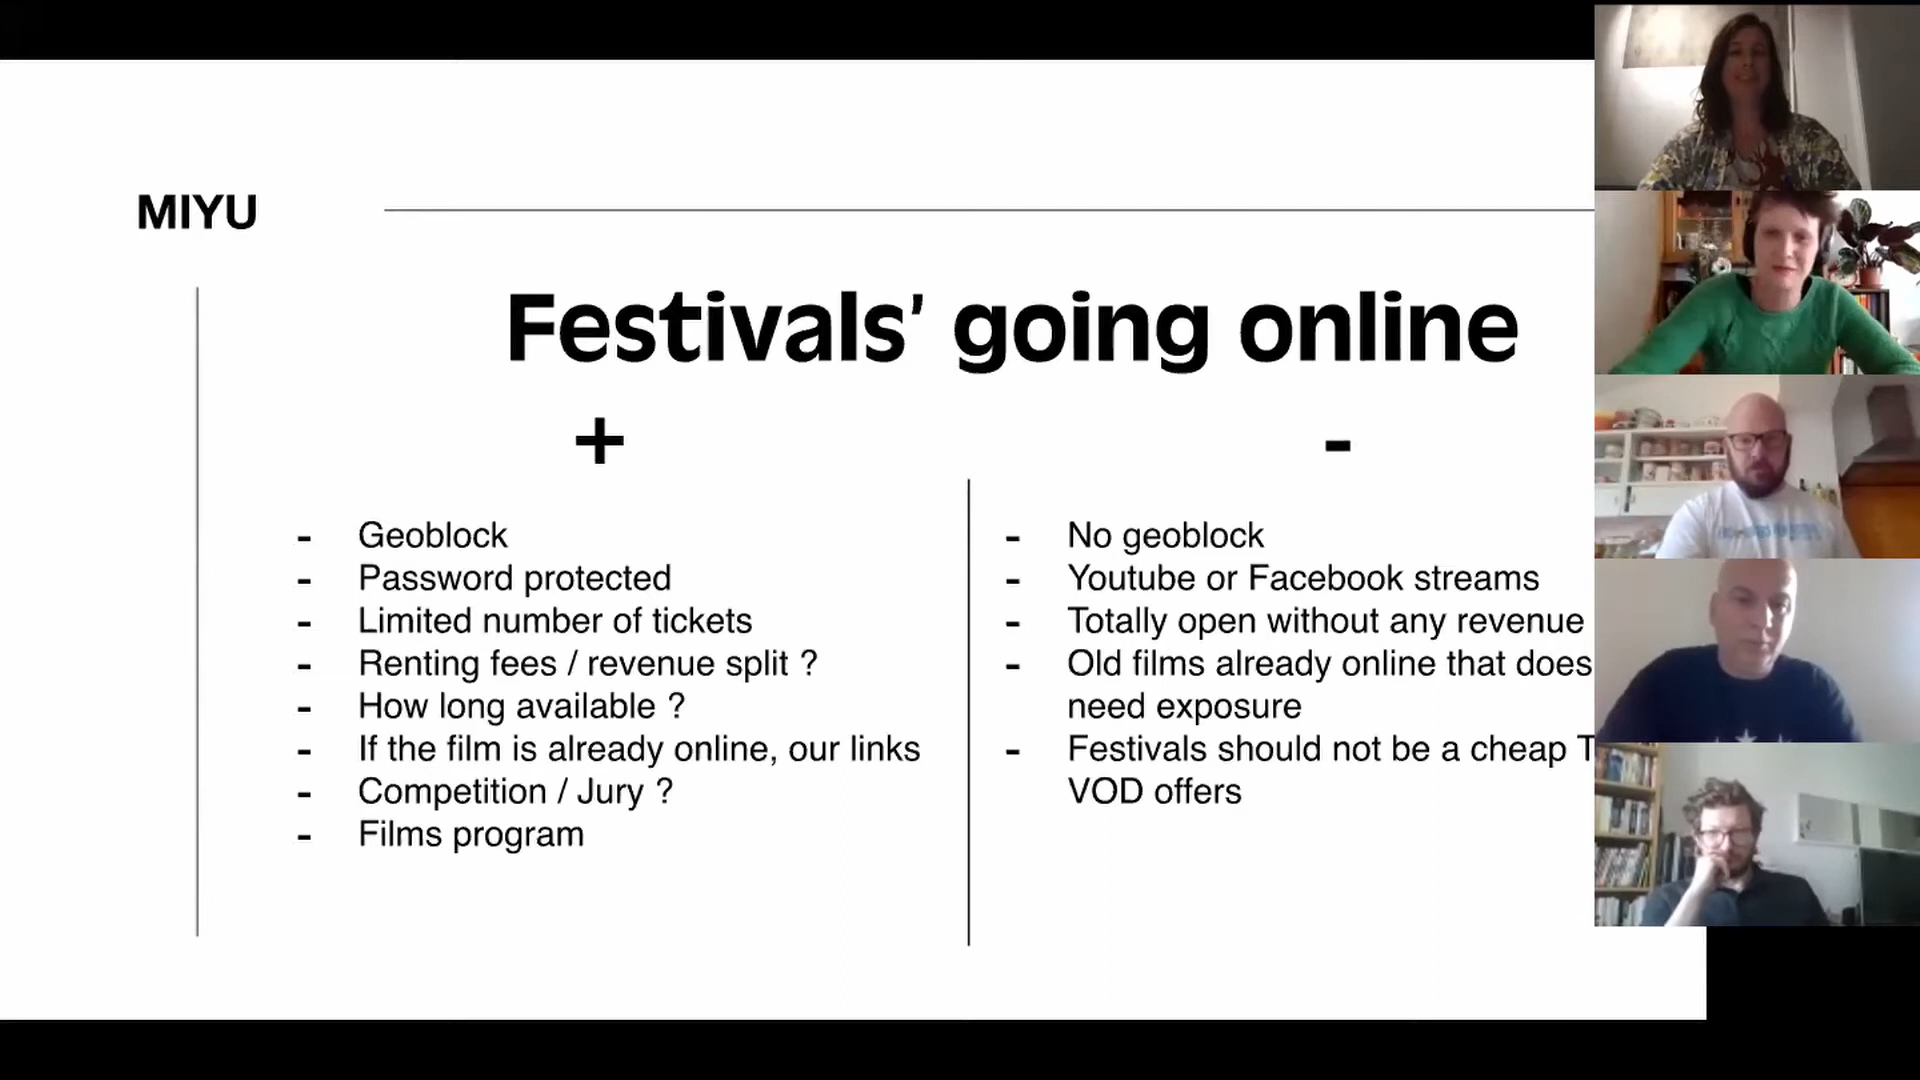 MIYU
Festivals’ going online
+
-
- Geoblock
- Password protected
- Limited number of tickets
- Renting fees / revenue split ?
- How long available ?
- If the film is already online, our links
- Competition / Jury ?
- Films program
- No geoblock
- Youtube or Facebook streams
- Totally open without any revenue
- Old films already online that does
need exposure
- Festivals should not be a cheap
VOD offers